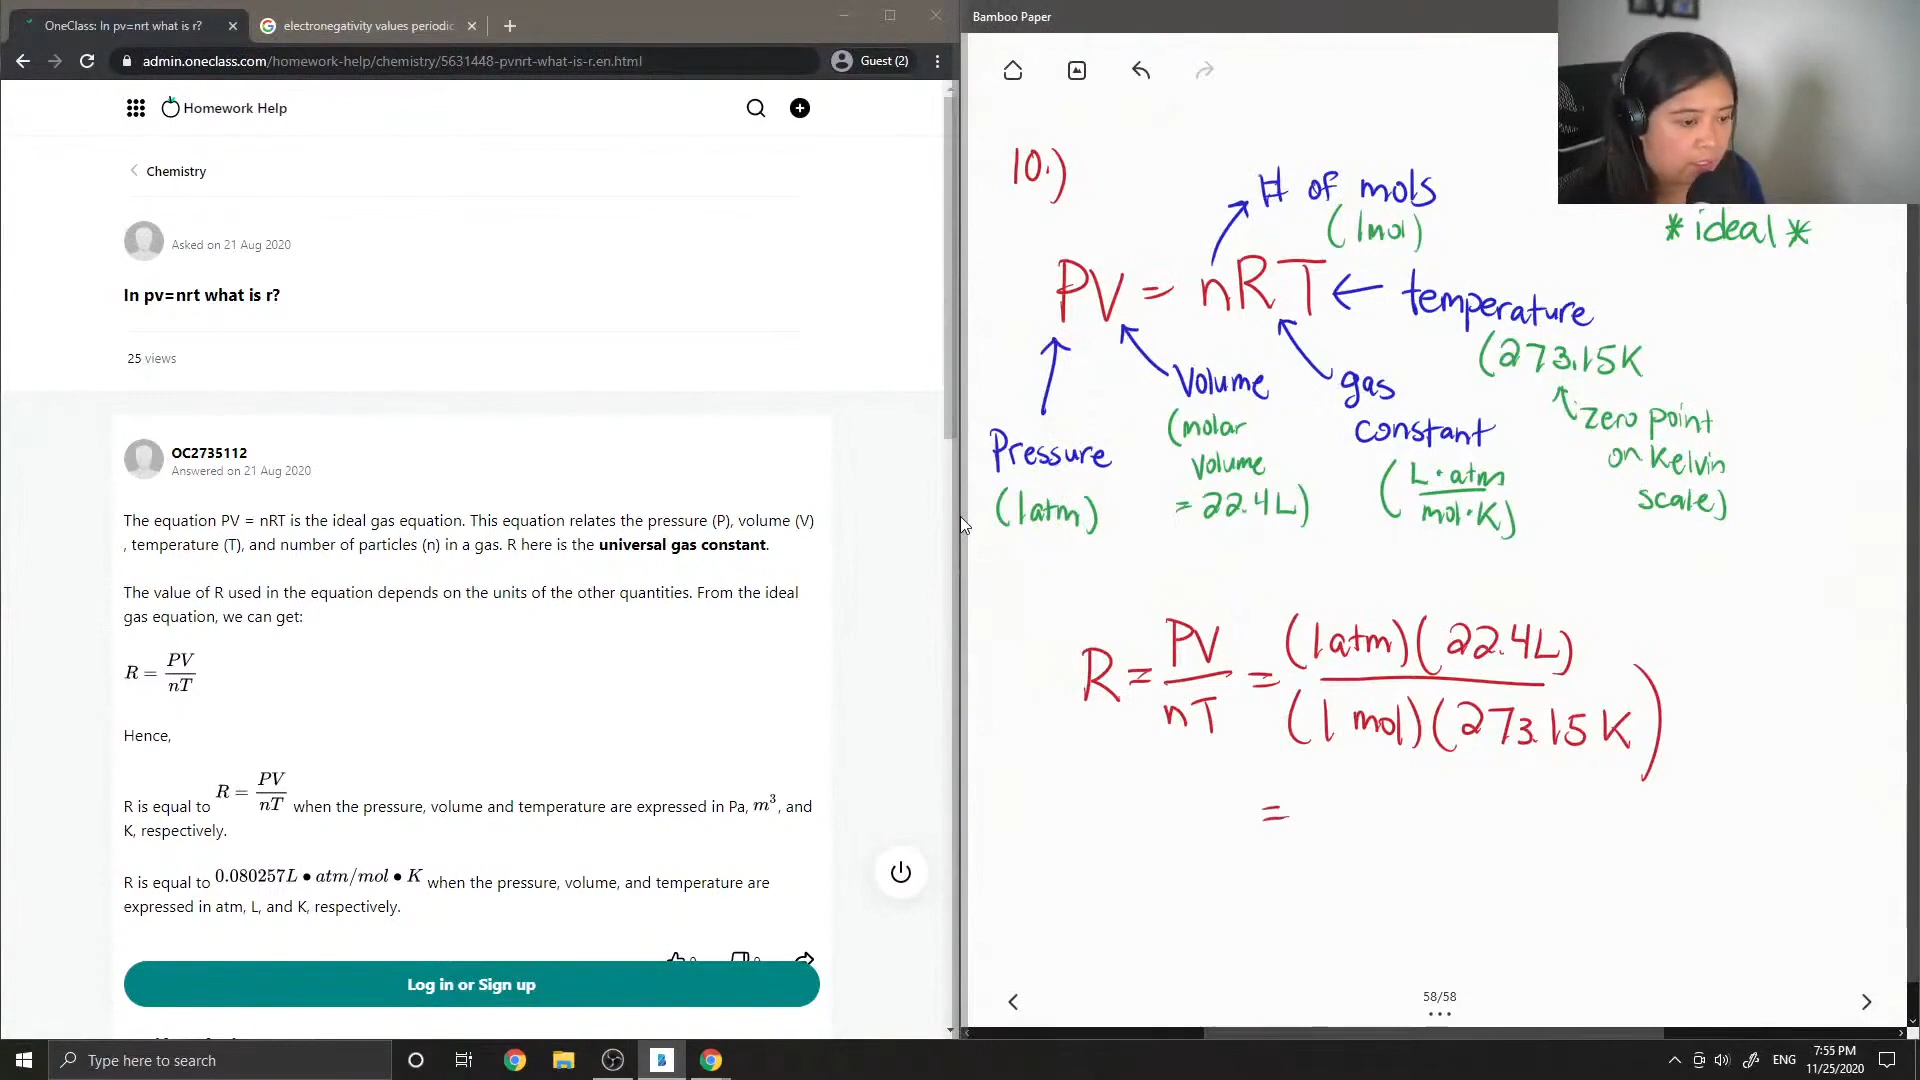 OneClass: In pv=nrt what is r?
electronegativity values periodic
admin.oneclass.com/homework-help/chemistry/5631448-pvnrt-what-is-r.en.html
Guest (2)
Homework Help
Chemistry
Asked on 21 Aug 2020
In pv=nrt what is r?
25 views
OC2735112
Answered on 21 Aug 2020
The equation PV = nRT is the ideal gas equation. This equation relates the pressure (P), volume (V)
, temperature (T), and number of particles (n) in a gas. R here is the universal gas constant.
The value of R used in the equation depends on the units of the other quantities. From the ideal
gas equation, we can get:
R = PV/nT
Hence,
R is equal to R = PV/nT when the pressure, volume and temperature are expressed in Pa, m³, and
K, respectively.
R is equal to 0.080257L • atm/mol • K when the pressure, volume, and temperature are
expressed in atm, L, and K, respectively.
Log in or Sign up
Type here to search
Bamboo Paper
10.)
# of mols
(1mol)
*ideal*
PV = nRT ← temperature
(273.15K
zero point
on Kelvin
scale)
Volume
(molar
volume
= 22.4L)
gas
constant
(L·atm/mol·K)
Pressure
(1atm)
R = PV/nT = (1atm)(22.4L)/(1 mol)(273.15K)
=
58/58
ENG
7:55 PM
11/25/2020